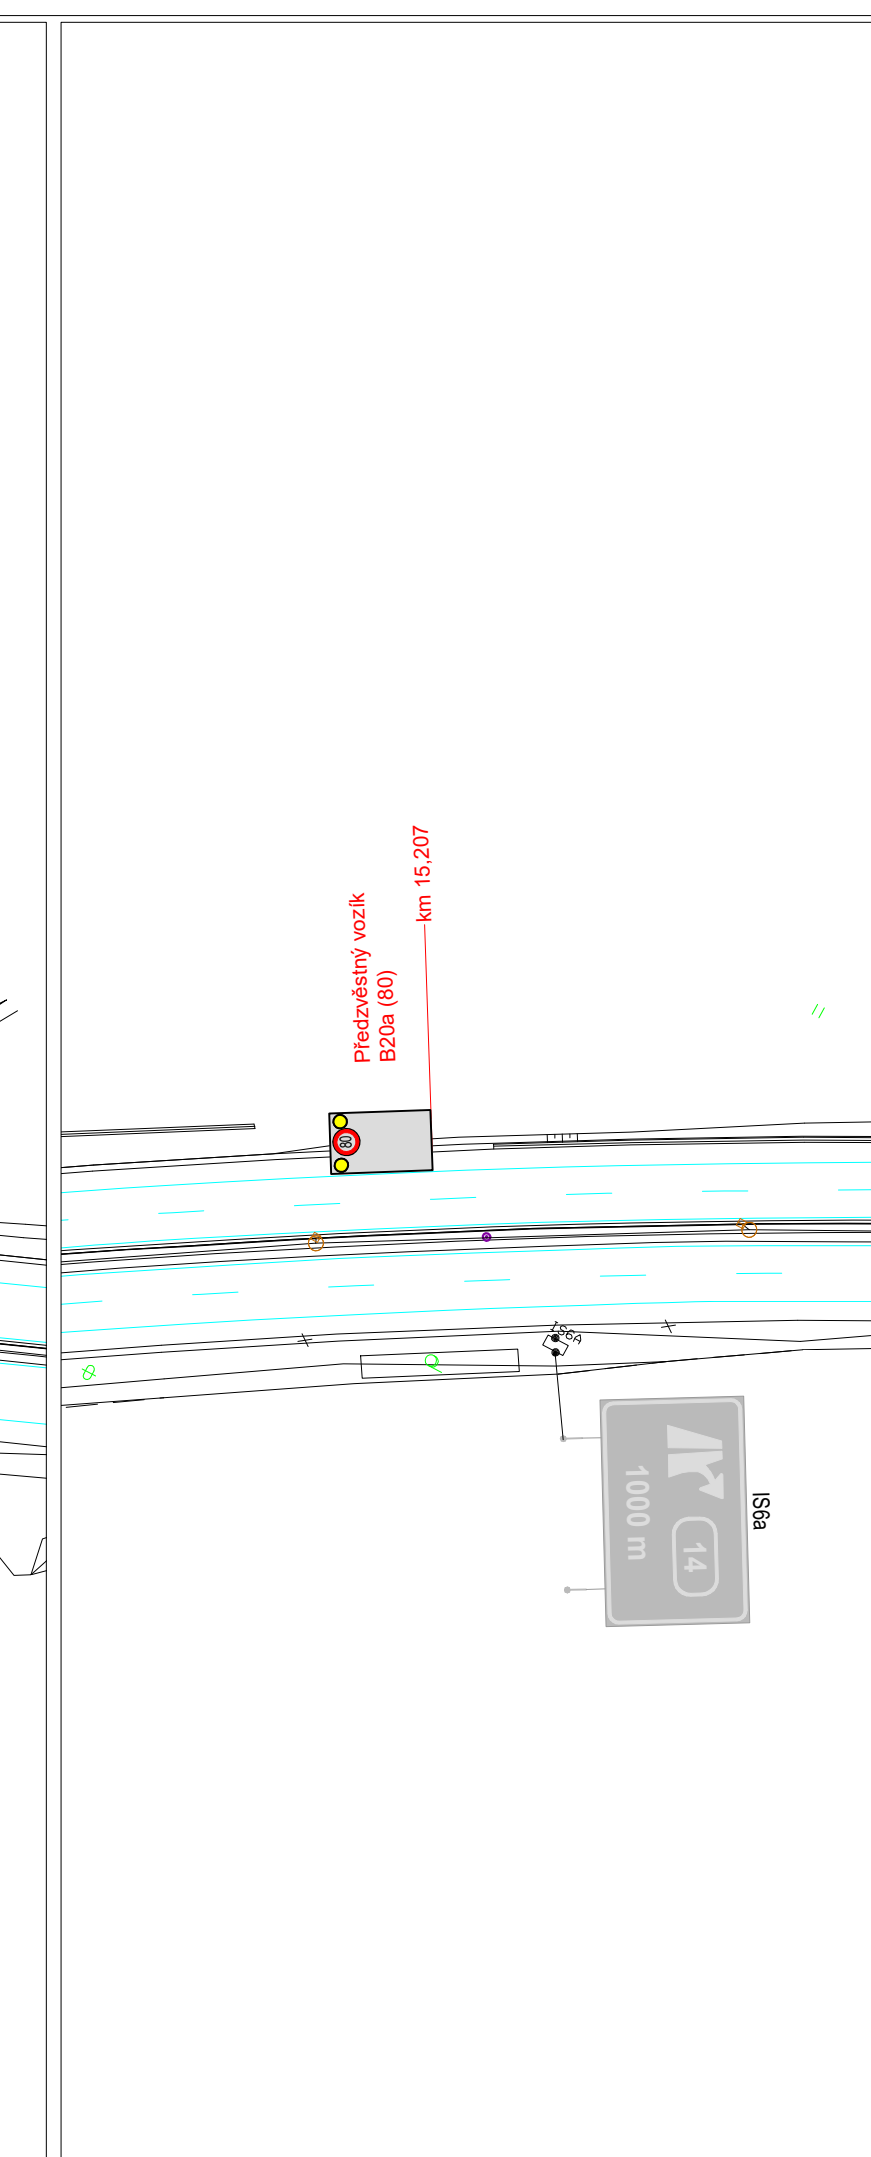 km 15,207
Předzvěstný vozík
B20a (80)
80
IS6A
IS6a
14
1000 m